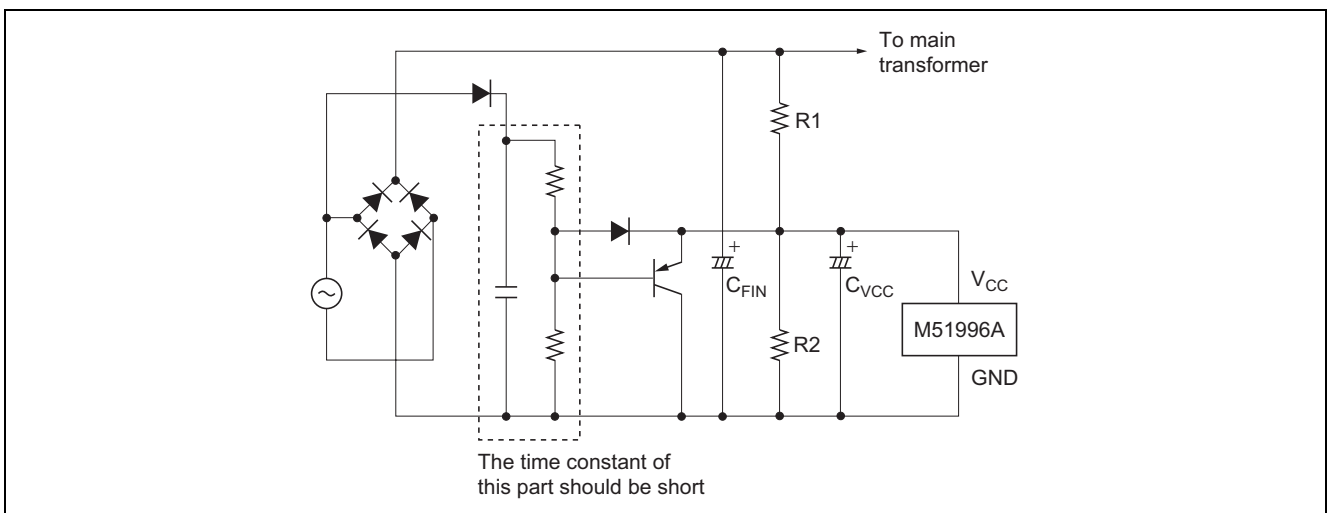 To main
transformer
R1
+
+
C_FIN
C_VCC
V_CC
M51996A
R2
GND
The time constant of
this part should be short